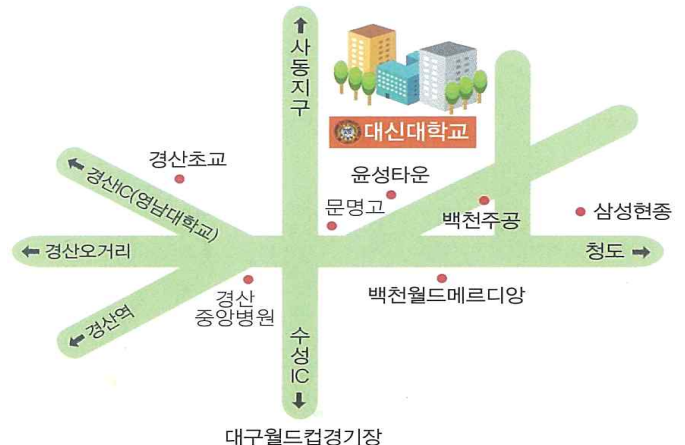 사동지구
대신대학교
경산초교
윤성타운
경산IC(영남대학교)
문명고
백천주공
삼성현종
경산오거리
청도
경산
중앙병원
백천월드메르디앙
경산역
수성IC
대구월드컵경기장